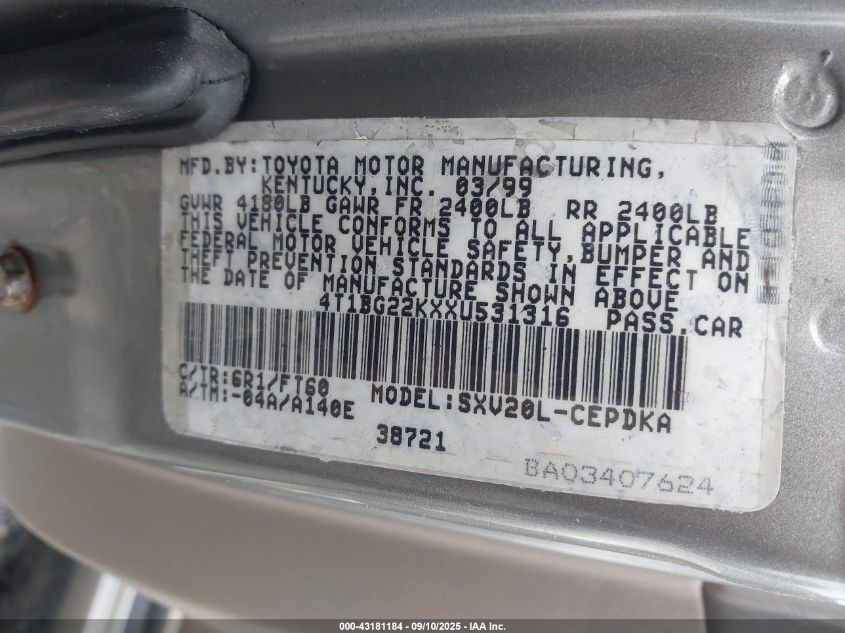 MFD.BY:TOYOTA MOTOR MANUFACTURING,
KENTUCKY,INC. 03/99
GVWR 4180LB GAWR FR 2400LB RR 2400LB
THIS VEHICLE CONFORMS TO ALL APPLICABLE
FEDERAL MOTOR VEHICLE SAFETY,BUMPER AND
THEFT PREVENTION STANDARDS IN EFFECT ON
THE DATE OF MANUFACTURE SHOWN ABOVE
4T1BG22KXXU531316 PASS.CAR
C/TR:6R1/FT60
A/TM:-04A/A140E MODEL:SXV20L-CEPDKA
38721
BA03407624
000-43181184 - 09/10/2025 - IAA Inc.